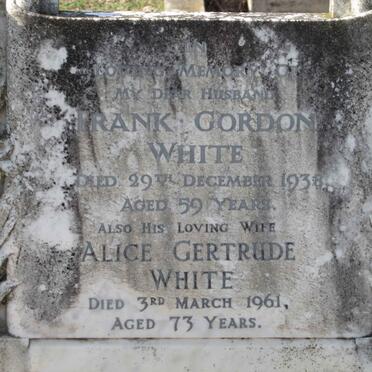 IN
LOVING MEMORY OF
MY DEAR HUSBAND
FRANK GORDON
WHITE
DIED 29TH DECEMBER 1938
AGED 59 YEARS.
ALSO HIS LOVING WIFE
ALICE GERTRUDE
WHITE
DIED 3RD MARCH 1961,
AGED 73 YEARS.